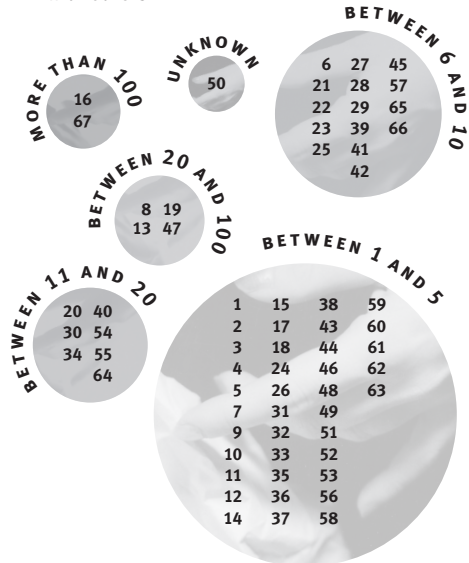 MORE THAN 100
16
67
UNKNOWN
50
BETWEEN 6 AND 10
6 27 45
21 28 57
22 29 65
23 39 66
25 41
42
BETWEEN 20 AND 100
8 19
13 47
BETWEEN 11 AND 20
20 40
30 54
34 55
64
BETWEEN 1 AND 5
1 15 38 59
2 17 43 60
3 18 44 61
4 24 46 62
5 26 48 63
7 31 49
9 32 51
10 33 52
11 35 53
12 36 56
14 37 58